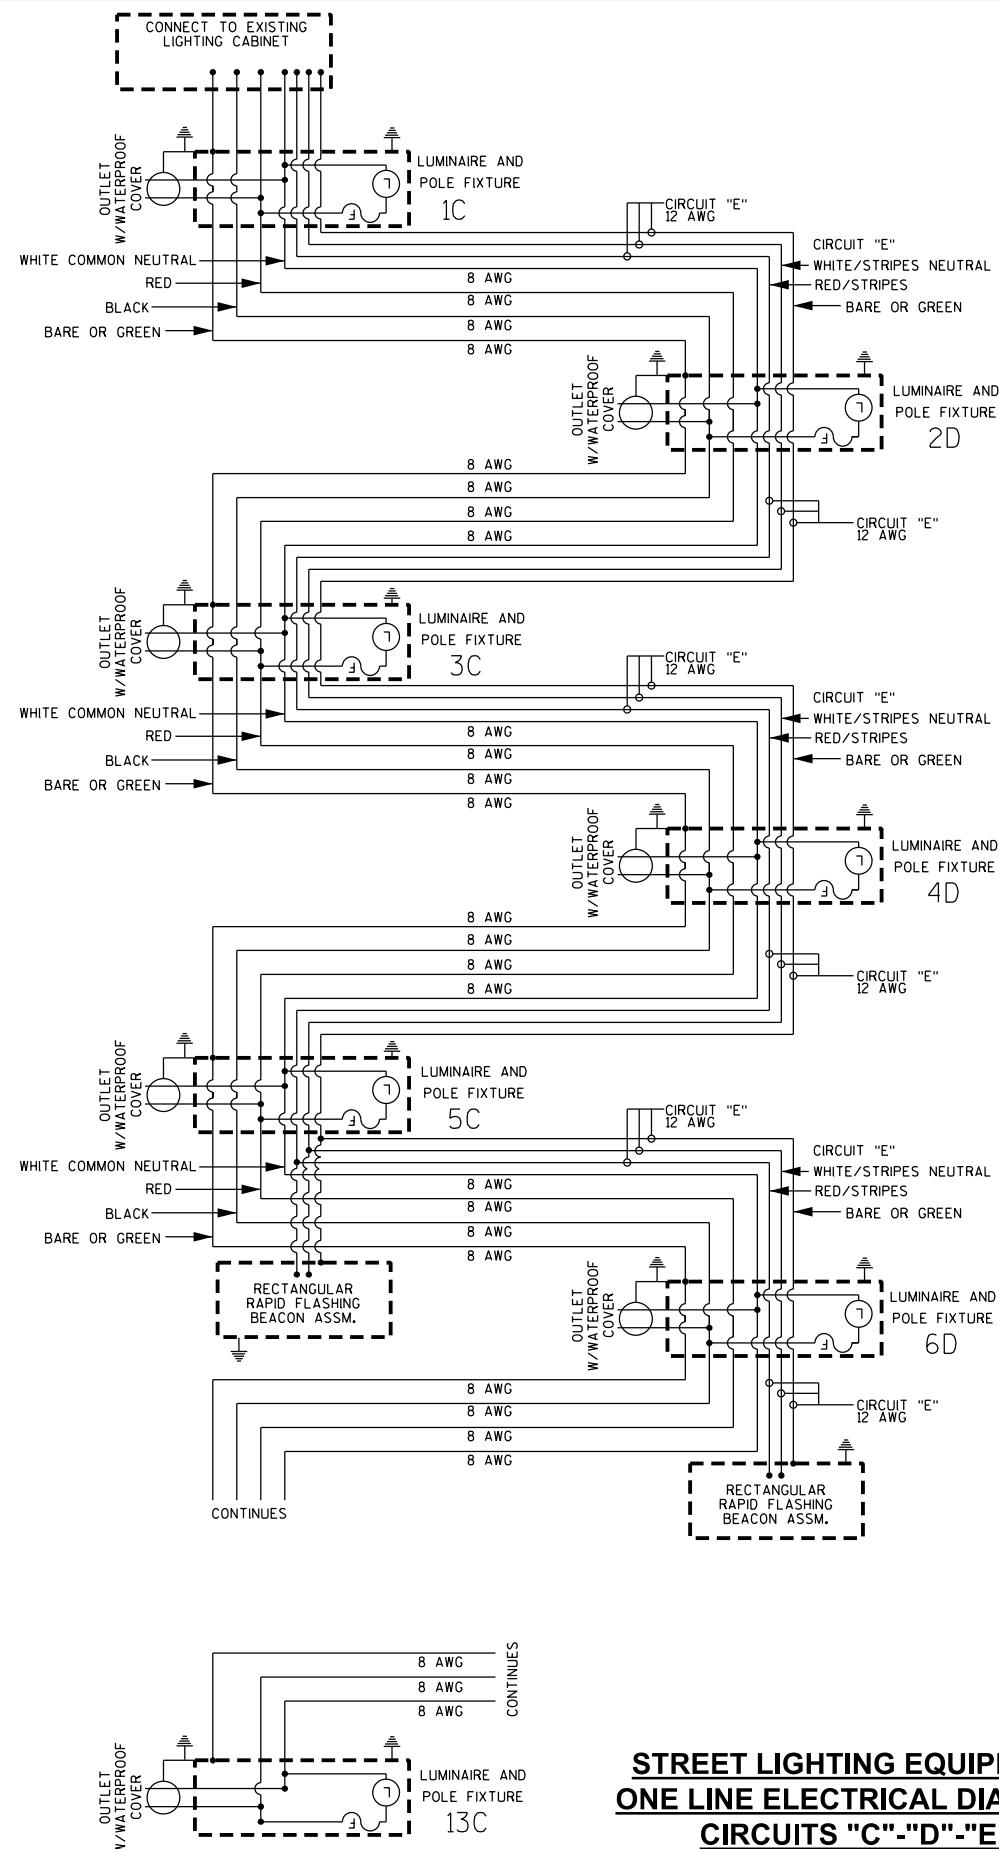 CONNECT TO EXISTING
LIGHTING CABINET
OUTLET
W/WATERPROOF
COVER
LUMINAIRE AND
POLE FIXTURE
1C
L
F
CIRCUIT "E"
12 AWG
WHITE COMMON NEUTRAL
RED
BLACK
BARE OR GREEN
8 AWG
8 AWG
8 AWG
8 AWG
CIRCUIT "E"
WHITE/STRIPES NEUTRAL
RED/STRIPES
BARE OR GREEN
OUTLET
W/WATERPROOF
COVER
LUMINAIRE AND
POLE FIXTURE
2D
L
F
8 AWG
8 AWG
8 AWG
8 AWG
CIRCUIT "E"
12 AWG
OUTLET
W/WATERPROOF
COVER
LUMINAIRE AND
POLE FIXTURE
3C
L
F
CIRCUIT "E"
12 AWG
WHITE COMMON NEUTRAL
RED
BLACK
BARE OR GREEN
8 AWG
8 AWG
8 AWG
8 AWG
CIRCUIT "E"
WHITE/STRIPES NEUTRAL
RED/STRIPES
BARE OR GREEN
OUTLET
W/WATERPROOF
COVER
LUMINAIRE AND
POLE FIXTURE
4D
L
F
8 AWG
8 AWG
8 AWG
8 AWG
CIRCUIT "E"
12 AWG
OUTLET
W/WATERPROOF
COVER
LUMINAIRE AND
POLE FIXTURE
5C
L
F
CIRCUIT "E"
12 AWG
WHITE COMMON NEUTRAL
RED
BLACK
BARE OR GREEN
8 AWG
8 AWG
8 AWG
8 AWG
CIRCUIT "E"
WHITE/STRIPES NEUTRAL
RED/STRIPES
BARE OR GREEN
RECTANGULAR
RAPID FLASHING
BEACON ASSM.
OUTLET
W/WATERPROOF
COVER
LUMINAIRE AND
POLE FIXTURE
6D
L
F
8 AWG
8 AWG
8 AWG
8 AWG
CIRCUIT "E"
12 AWG
CONTINUES
RECTANGULAR
RAPID FLASHING
BEACON ASSM.
8 AWG
8 AWG
8 AWG
CONTINUES
OUTLET
W/WATERPROOF
COVER
LUMINAIRE AND
POLE FIXTURE
13C
L
F
STREET LIGHTING
ONE LINE ELECTRICAL
CIRCUITS "C"-"D"-"E